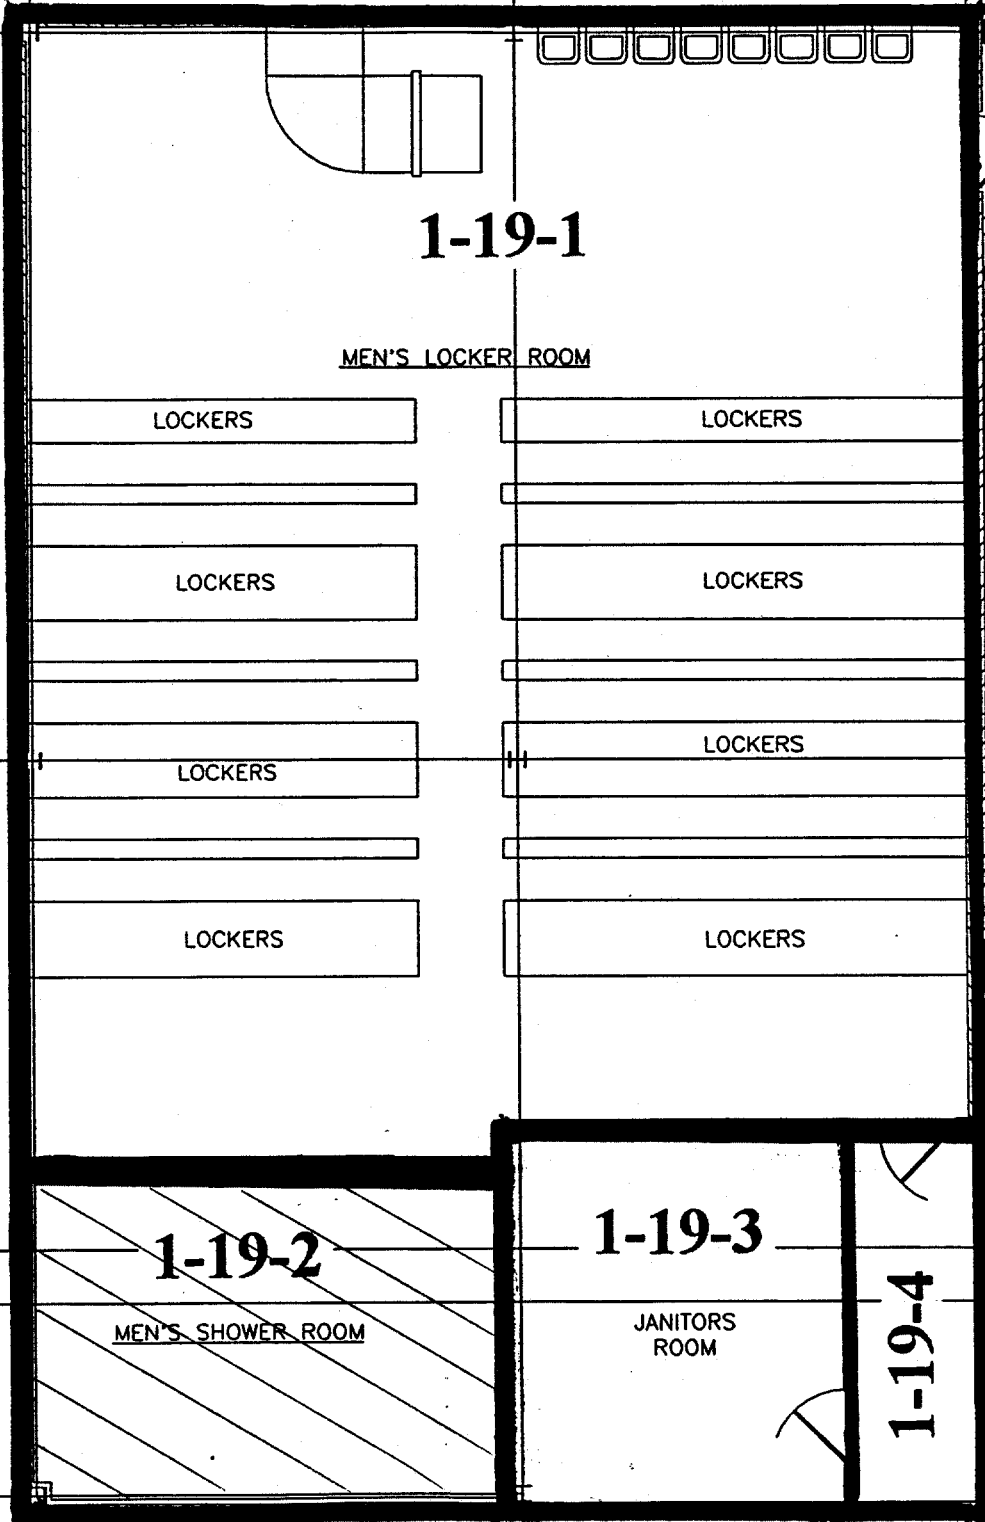 1-19-1
MEN'S LOCKER ROOM
LOCKERS
LOCKERS
LOCKERS
LOCKERS
LOCKERS
LOCKERS
LOCKERS
LOCKERS
1-19-2
MEN'S SHOWER ROOM
1-19-3
JANITORS
ROOM
1-19-4